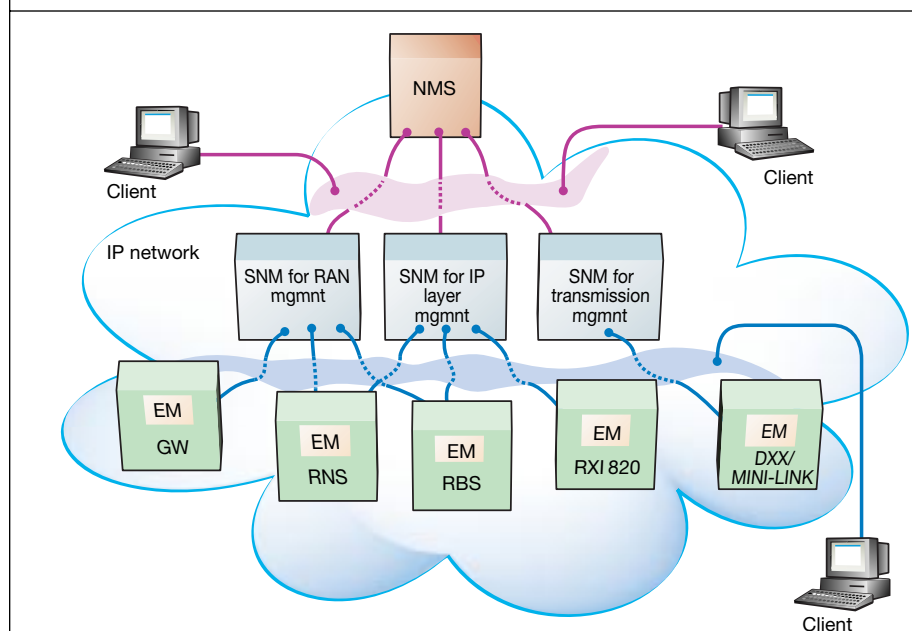 NMS
Client
Client
IP network
SNM for RAN
mgmnt
SNM for IP
layer
mgmnt
SNM for
transmission
mgmnt
EM
GW
EM
RNS
EM
RBS
EM
RXI 820
EM
DXX/
MINI-LINK
Client